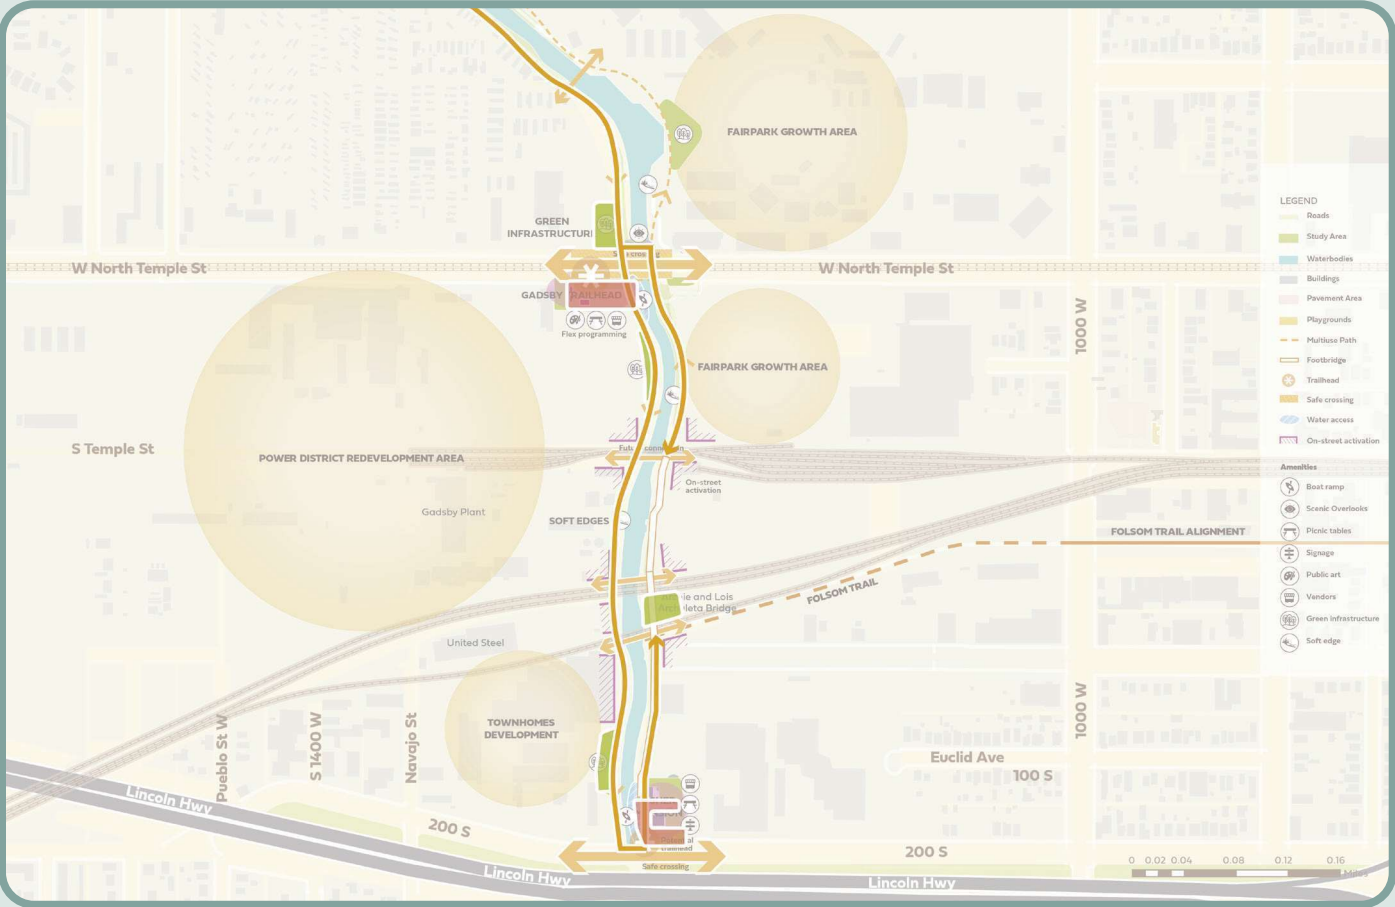 FAIRPARK GROWTH AREA
GREEN
INFRASTRUCTURE
W North Temple St
W North Temple St
GADSBY TRAILHEAD
Flex programming
1000 W
FAIRPARK GROWTH AREA
S Temple St
POWER DISTRICT REDEVELOPMENT AREA
On-street
activation
Gadsby Plant
SOFT EDGES
FOLSOM TRAIL ALIGNMENT
FOLSOM TRAIL
and Lois
Bridge
United Steel
TOWNHOMES
DEVELOPMENT
Pueblo St W
S 1400 W
Navajo St
1000 W
Euclid Ave
100 S
Lincoln Hwy
200 S
trailhead
Safe crossing
200 S
Lincoln Hwy
Lincoln Hwy
LEGEND
Roads
Study Area
Waterbodies
Buildings
Pavement Area
Playgrounds
Multiuse Path
Footbridge
Trailhead
Safe crossing
Water access
On-street activation
Amenities
Boat ramp
Scenic Overlooks
Picnic tables
Signage
Public art
Vendors
Green infrastructure
Soft edge
0 0.02 0.04 0.08 0.12 0.16
Miles